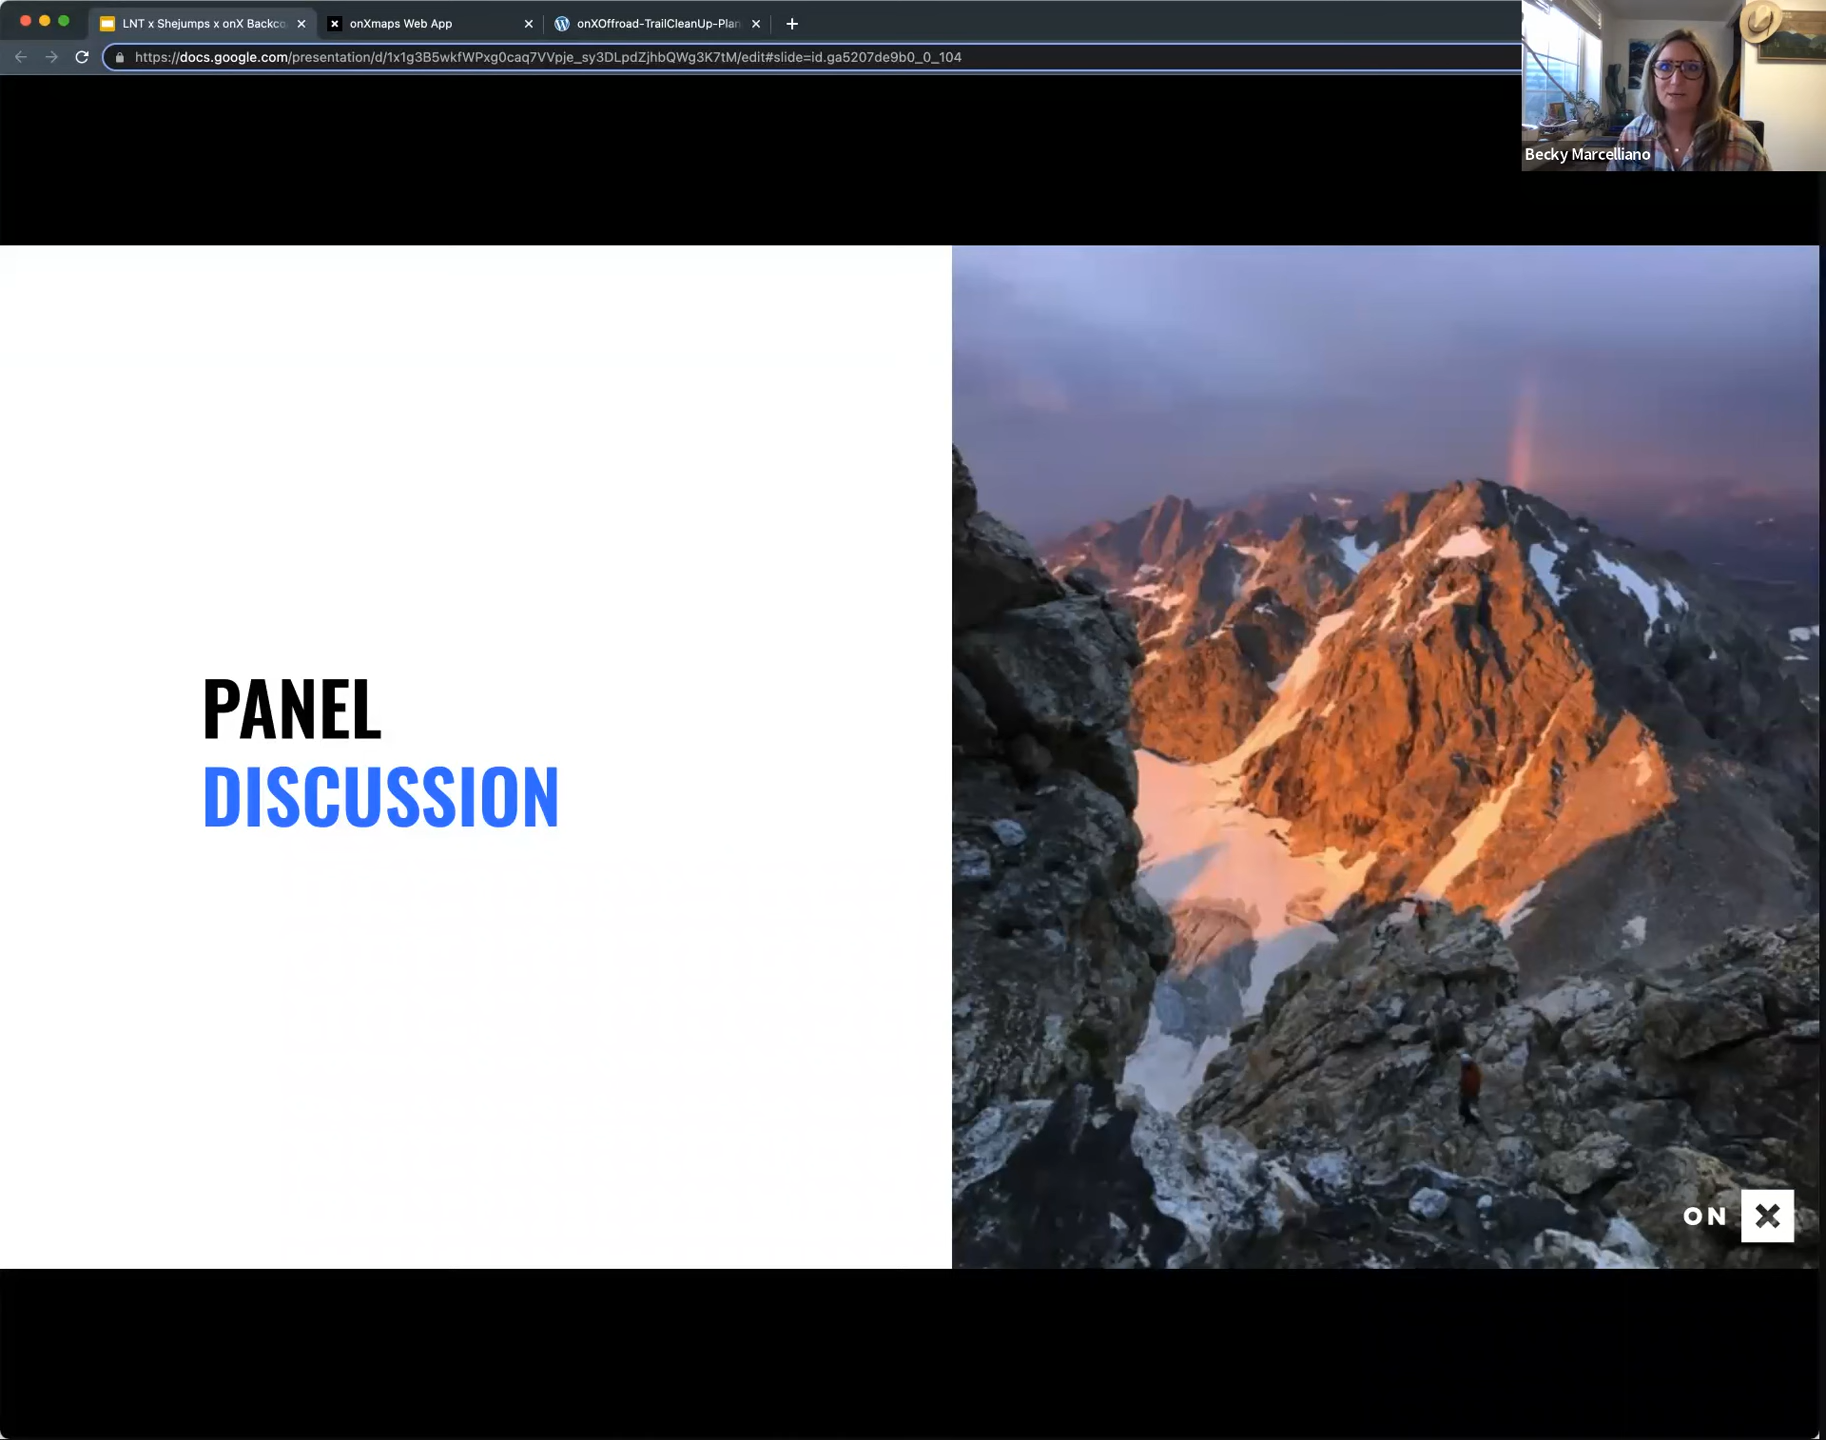 LNT x Shejumps x onX Backco
onXmaps Web App
onXOffroad-TrailCleanUp-Plan
https://docs.google.com/presentation/d/1x1g3B5wkfWPxg0caq7VVpje_sy3DLpdZjhbQWg3K7tM/edit#slide=id.ga5207de9b0_0_104
Becky Marcelliano
PANEL
DISCUSSION
ON X